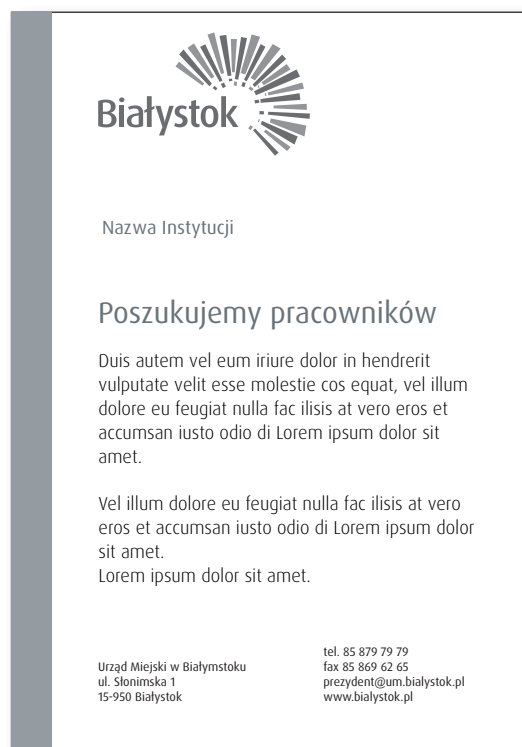 Białystok
Nazwa Instytucji
Poszukujemy pracowników
Duis autem vel eum iriure dolor in hendrerit
vulputate velit esse molestie cos equat, vel illum
dolore eu feugiat nulla fac ilisis at vero eros et
accumsan iusto odio di Lorem ipsum dolor sit
amet.
Vel illum dolore eu feugiat nulla fac ilisis at vero
eros et accumsan iusto odio di Lorem ipsum dolor
sit amet.
Lorem ipsum dolor sit amet.
Urząd Miejski w Białymstoku
ul. Słonimska 1
15-950 Białystok
tel. 85 879 79 79
fax 85 869 62 65
prezydent@um.bialystok.pl
www.bialystok.pl